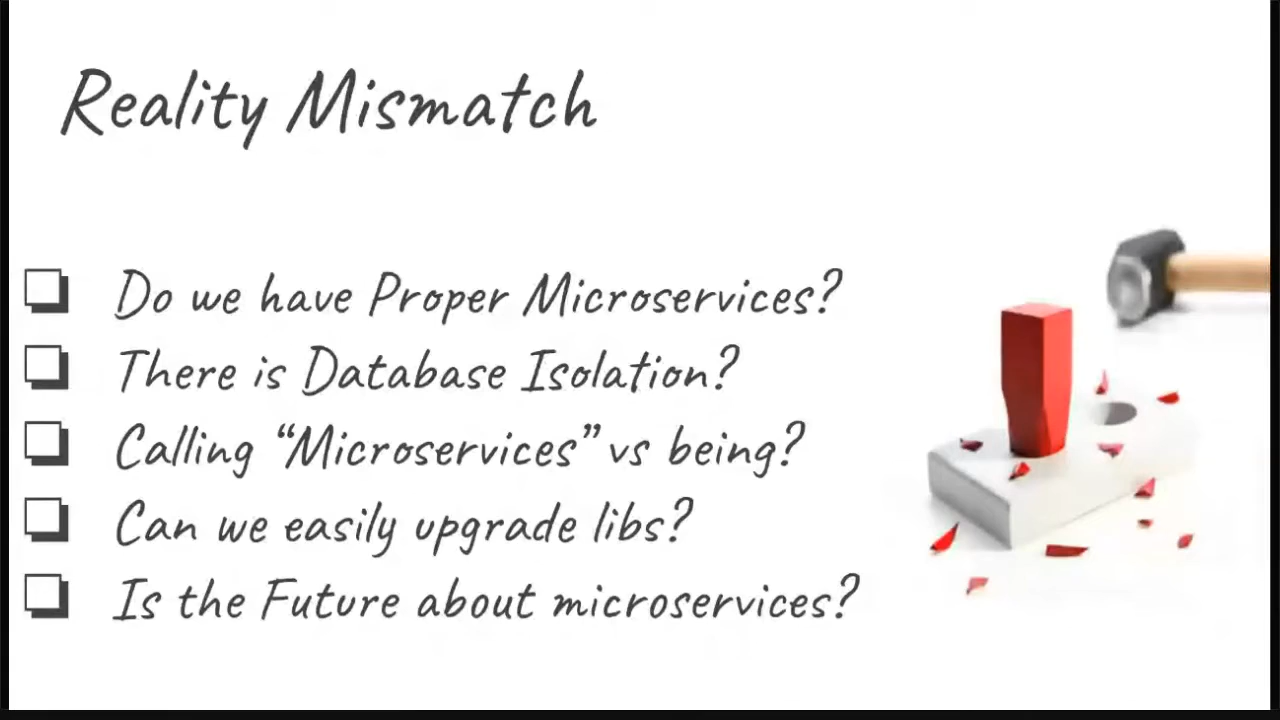 Reality Mismatch
Do we have Proper Microservices?
There is Database Isolation?
Calling “Microservices” vs being?
Can we easily upgrade libs?
Is the Future about microservices?